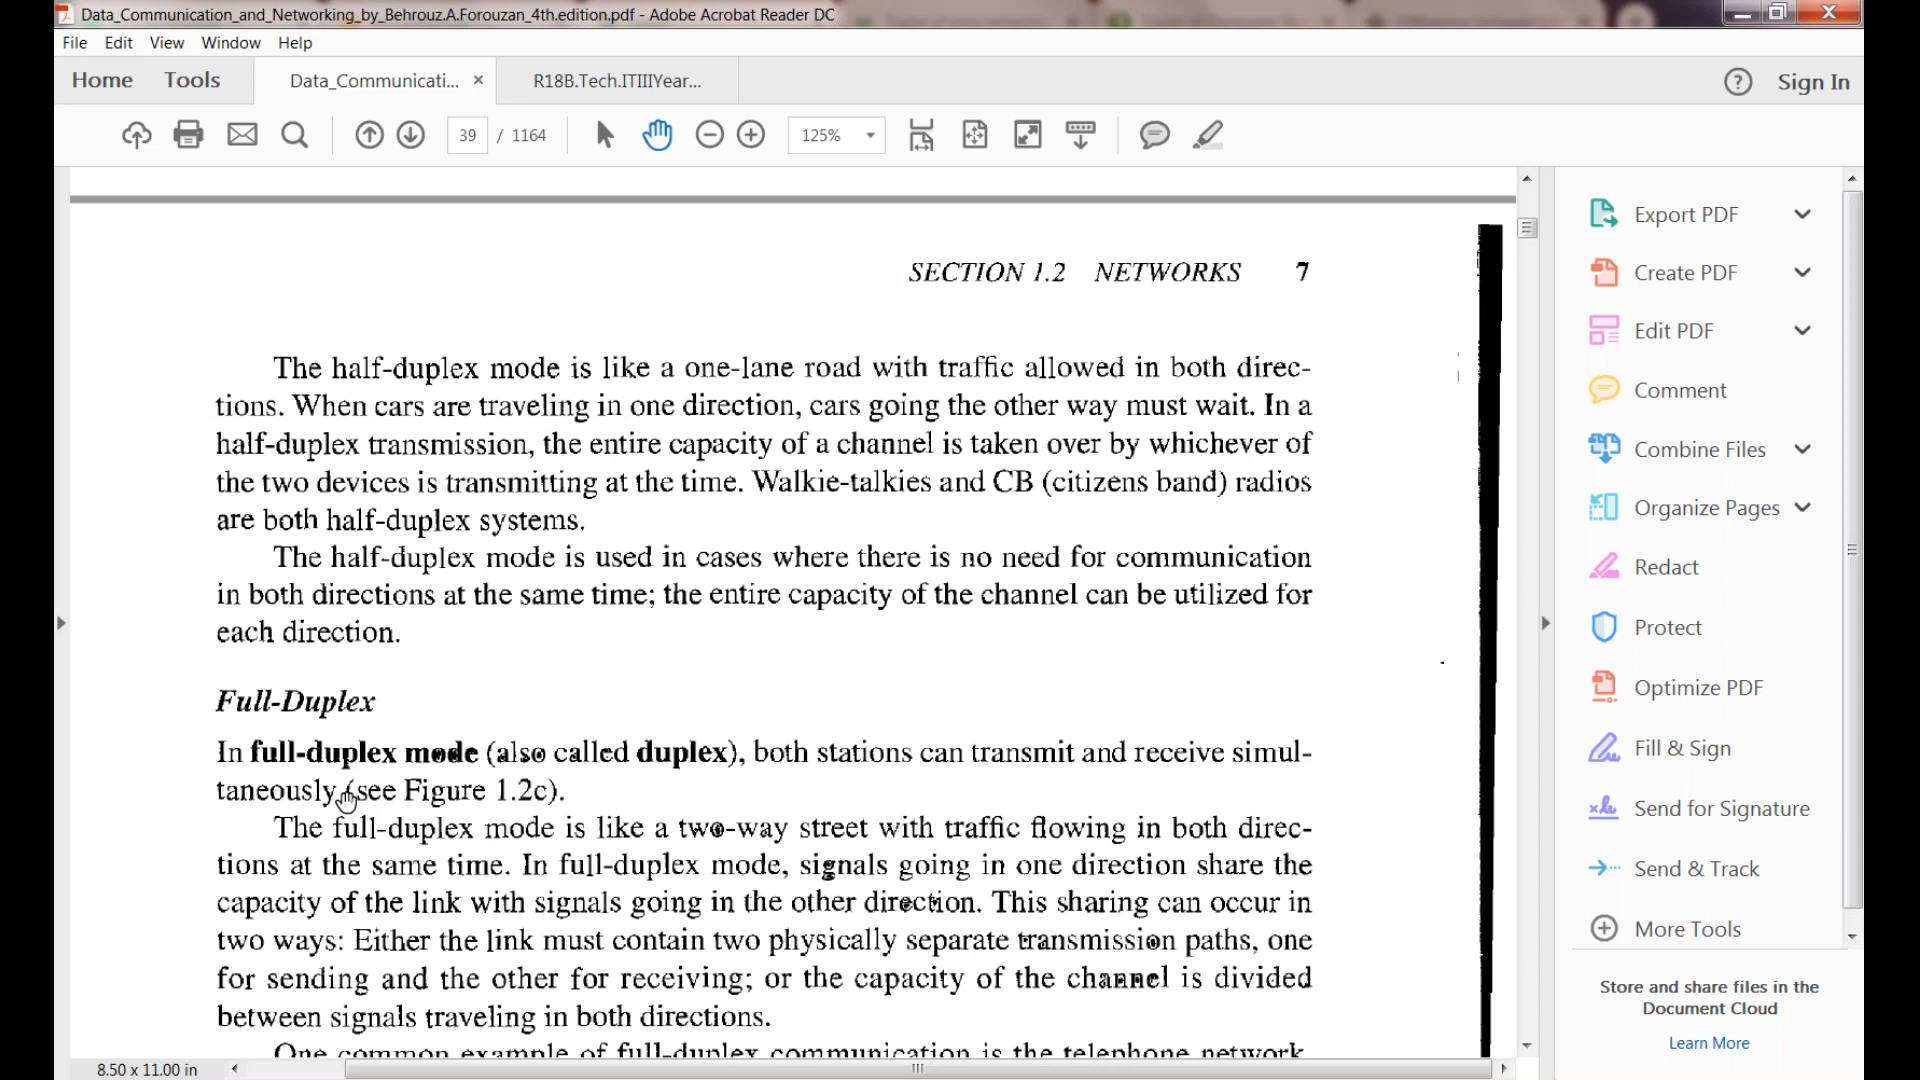 Data_Communication_and_Networking_by_Behrouz.A.Forouzan_4th.edition.pdf - Adobe Acrobat Reader DC
File Edit View Window Help
Home Tools Data_Communicati... × R18B.Tech.ITIIIYear... Sign In
39 / 1164 125%
SECTION 1.2 NETWORKS 7
The half-duplex mode is like a one-lane road with traffic allowed in both direc-
tions. When cars are traveling in one direction, cars going the other way must wait. In a
half-duplex transmission, the entire capacity of a channel is taken over by whichever of
the two devices is transmitting at the time. Walkie-talkies and CB (citizens band) radios
are both half-duplex systems.
The half-duplex mode is used in cases where there is no need for communication
in both directions at the same time; the entire capacity of the channel can be utilized for
each direction.
Full-Duplex
In full-duplex mode (also called duplex), both stations can transmit and receive simul-
taneously (see Figure 1.2c).
The full-duplex mode is like a two-way street with traffic flowing in both direc-
tions at the same time. In full-duplex mode, signals going in one direction share the
capacity of the link with signals going in the other direction. This sharing can occur in
two ways: Either the link must contain two physically separate transmission paths, one
for sending and the other for receiving; or the capacity of the channel is divided
between signals traveling in both directions.
One common example of full-duplex communication is the telephone network.
8.50 x 11.00 in
Export PDF
Create PDF
Edit PDF
Comment
Combine Files
Organize Pages
Redact
Protect
Optimize PDF
Fill & Sign
Send for Signature
Send & Track
More Tools
Store and share files in the
Document Cloud
Learn More